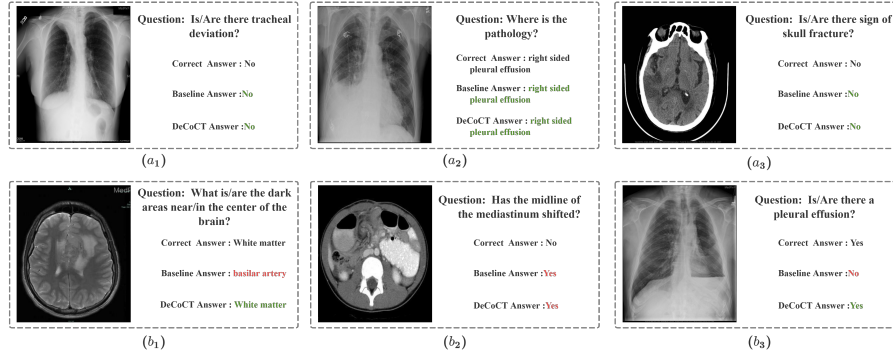 Question: Is/Are there tracheal
deviation?
Correct Answer : No
Baseline Answer :No
DeCoCT Answer :No
(a1)
Question: Where is the
pathology?
Correct Answer : right sided
pleural effusion
Baseline Answer : right sided
pleural effusion
DeCoCT Answer : right sided
pleural effusion
(a2)
Question: Is/Are there sign of
skull fracture?
Correct Answer : No
Baseline Answer :No
DeCoCT Answer :No
(a3)
Question: What is/are the dark
areas near/in the center of the
brain?
Correct Answer : White matter
Baseline Answer : basilar artery
DeCoCT Answer : White matter
(b1)
Question: Has the midline of
the mediastinum shifted?
Correct Answer : No
Baseline Answer :Yes
DeCoCT Answer :Yes
(b2)
Question: Is/Are there a
pleural effusion?
Correct Answer : Yes
Baseline Answer :No
DeCoCT Answer :Yes
(b3)